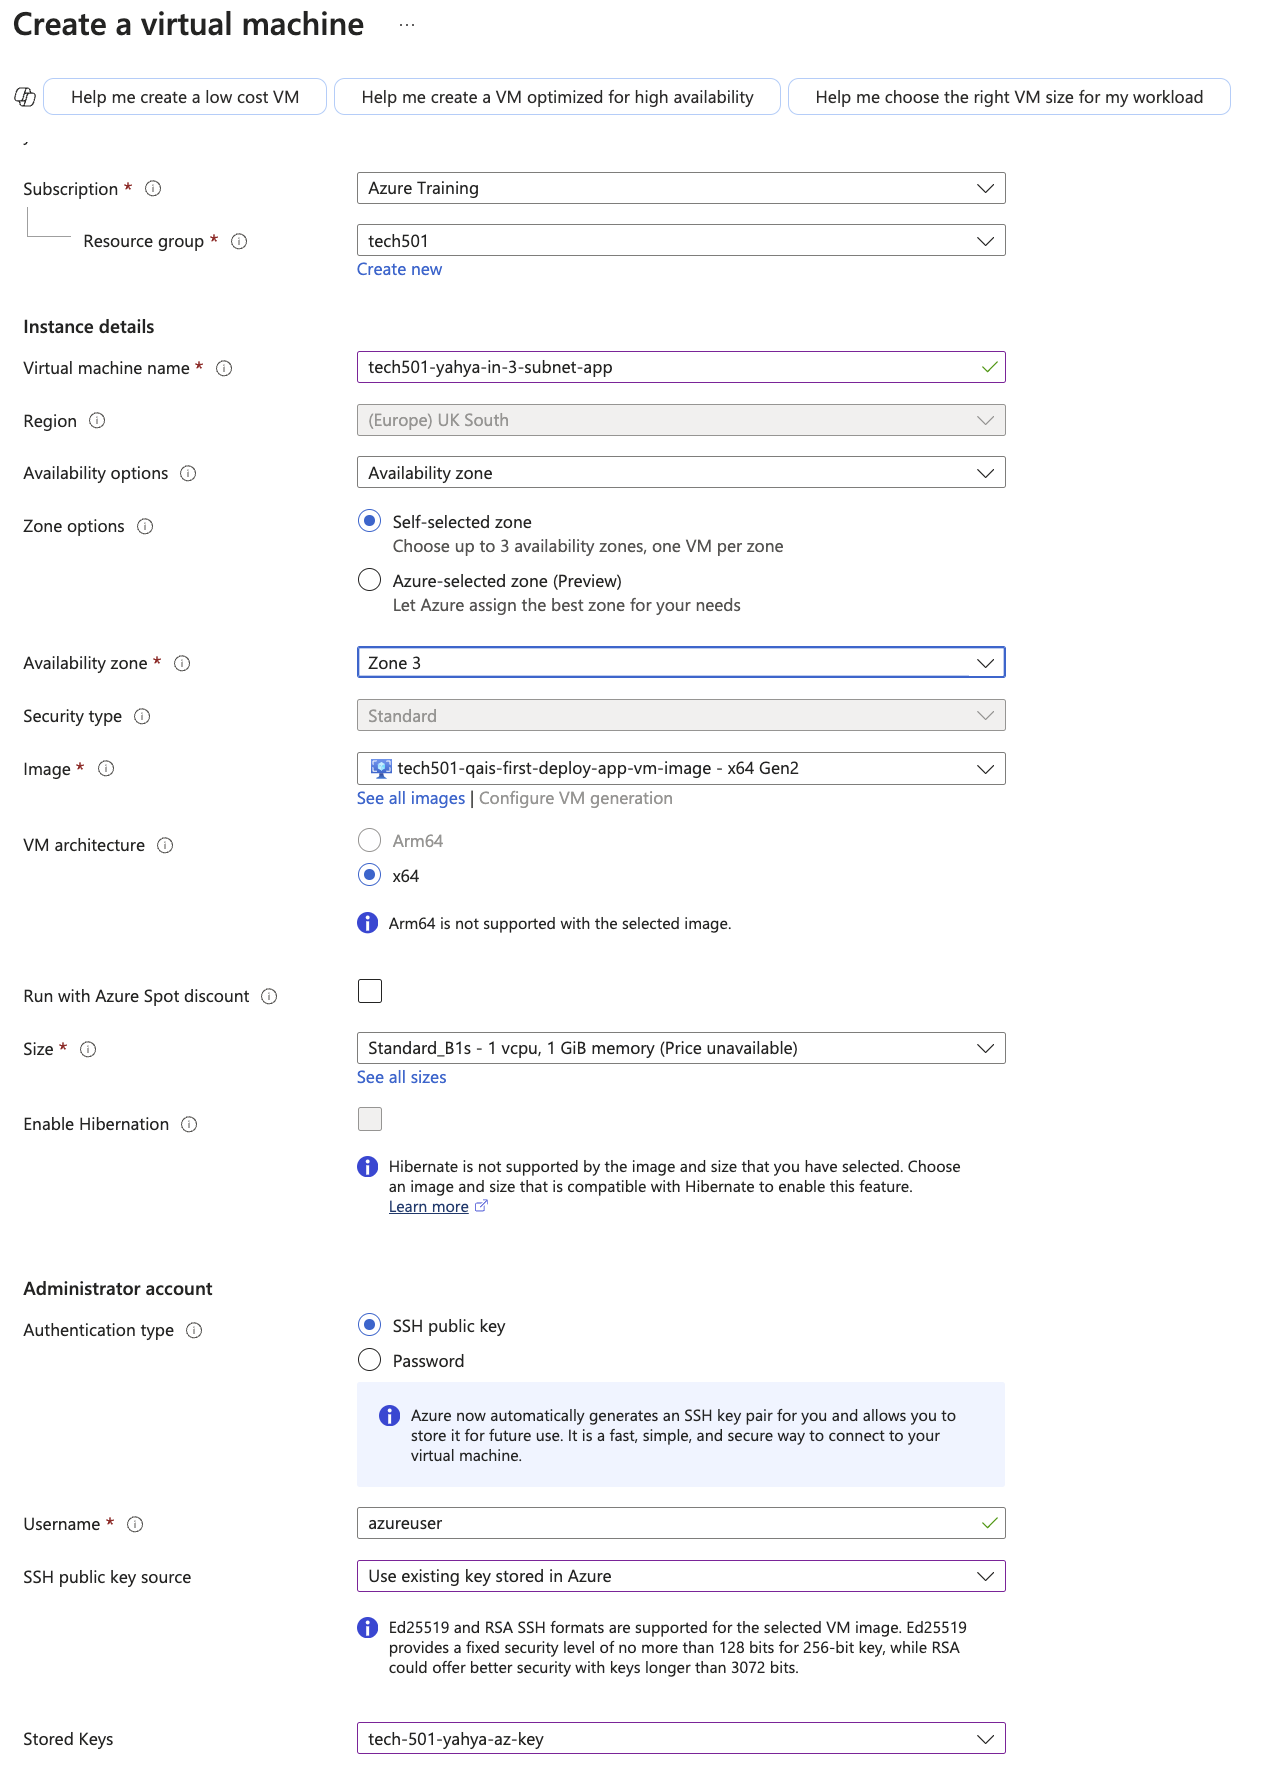 Create a virtual machine ...
Help me create a low cost VM
Help me create a VM optimized for high availability
Help me choose the right VM size for my workload
Subscription *
Azure Training
Resource group *
tech501
Create new
Instance details
Virtual machine name *
tech501-yahya-in-3-subnet-app
Region
(Europe) UK South
Availability options
Availability zone
Zone options
Self-selected zone
Choose up to 3 availability zones, one VM per zone
Azure-selected zone (Preview)
Let Azure assign the best zone for your needs
Availability zone *
Zone 3
Security type
Standard
Image *
tech501-qais-first-deploy-app-vm-image - x64 Gen2
See all images | Configure VM generation
VM architecture
Arm64
x64
Arm64 is not supported with the selected image.
Run with Azure Spot discount
Size *
Standard_B1s - 1 vcpu, 1 GiB memory (Price unavailable)
See all sizes
Enable Hibernation
Hibernate is not supported by the image and size that you have selected. Choose
an image and size that is compatible with Hibernate to enable this feature.
Learn more
Administrator account
Authentication type
SSH public key
Password
Azure now automatically generates an SSH key pair for you and allows you to
store it for future use. It is a fast, simple, and secure way to connect to your
virtual machine.
Username *
azureuser
SSH public key source
Use existing key stored in Azure
Ed25519 and RSA SSH formats are supported for the selected VM image. Ed25519
provides a fixed security level of no more than 128 bits for 256-bit key, while RSA
could offer better security with keys longer than 3072 bits.
Stored Keys
tech-501-yahya-az-key